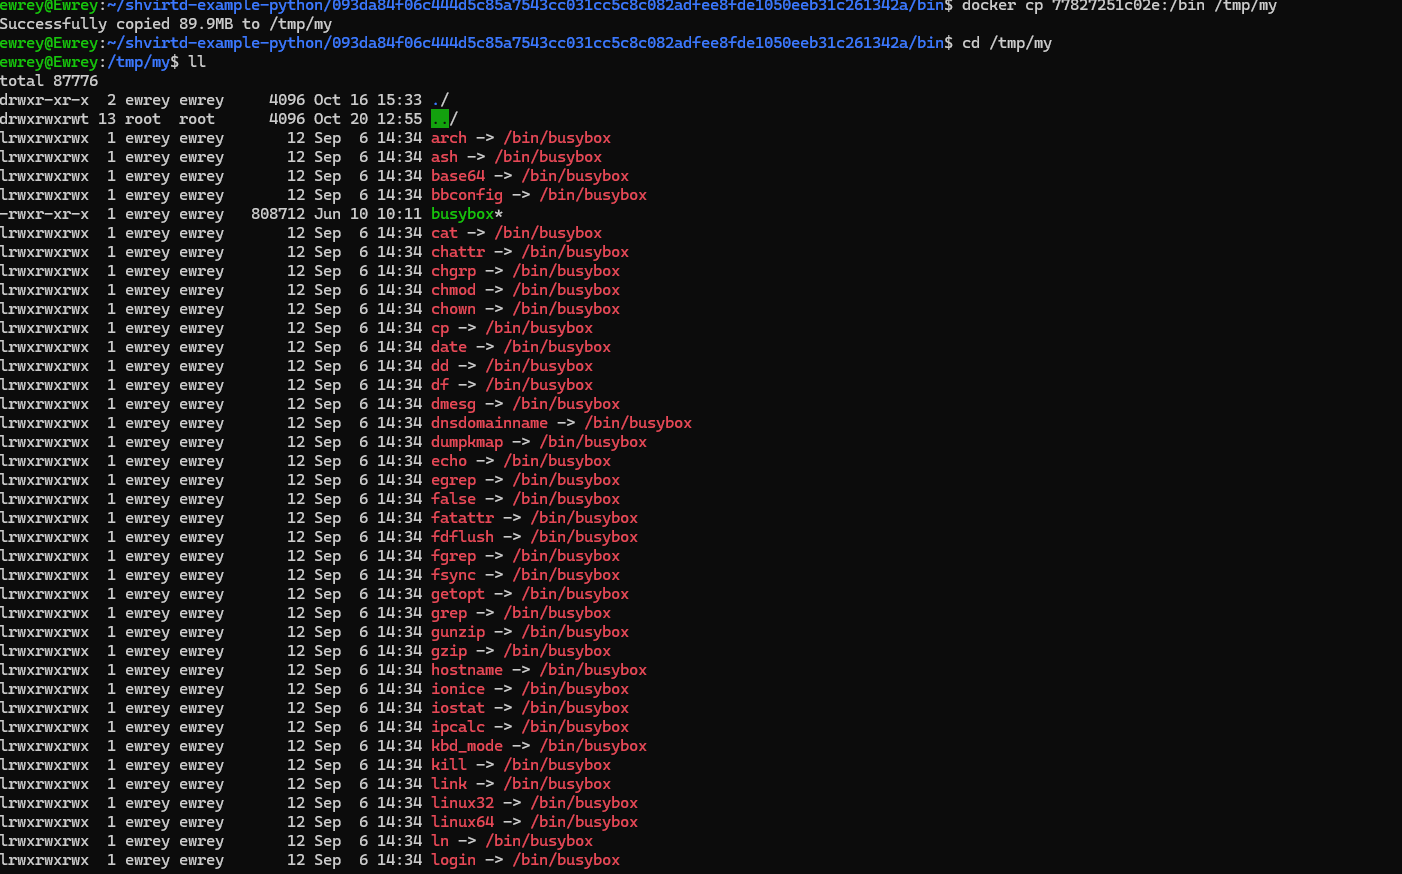 ewrey@Ewrey:~/shvirtd-example-python/093da84f06c444d5c85a7543cc031cc5c8c082adfee8fde1050eeb31c261342a/bin$ docker cp 77827251c02e:/bin /tmp/my
Successfully copied 89.9MB to /tmp/my
ewrey@Ewrey:~/shvirtd-example-python/093da84f06c444d5c85a7543cc031cc5c8c082adfee8fde1050eeb31c261342a/bin$ cd /tmp/my
ewrey@Ewrey:/tmp/my$ ll
total 87776
drwxr-xr-x  2 ewrey ewrey     4096 Oct 16 15:33 ./
drwxrwxrwt 13 root  root      4096 Oct 20 12:55 ../
lrwxrwxrwx  1 ewrey ewrey       12 Sep  6 14:34 arch -> /bin/busybox
lrwxrwxrwx  1 ewrey ewrey       12 Sep  6 14:34 ash -> /bin/busybox
lrwxrwxrwx  1 ewrey ewrey       12 Sep  6 14:34 base64 -> /bin/busybox
lrwxrwxrwx  1 ewrey ewrey       12 Sep  6 14:34 bbconfig -> /bin/busybox
-rwxr-xr-x  1 ewrey ewrey   808712 Jun 10 10:11 busybox*
lrwxrwxrwx  1 ewrey ewrey       12 Sep  6 14:34 cat -> /bin/busybox
lrwxrwxrwx  1 ewrey ewrey       12 Sep  6 14:34 chattr -> /bin/busybox
lrwxrwxrwx  1 ewrey ewrey       12 Sep  6 14:34 chgrp -> /bin/busybox
lrwxrwxrwx  1 ewrey ewrey       12 Sep  6 14:34 chmod -> /bin/busybox
lrwxrwxrwx  1 ewrey ewrey       12 Sep  6 14:34 chown -> /bin/busybox
lrwxrwxrwx  1 ewrey ewrey       12 Sep  6 14:34 cp -> /bin/busybox
lrwxrwxrwx  1 ewrey ewrey       12 Sep  6 14:34 date -> /bin/busybox
lrwxrwxrwx  1 ewrey ewrey       12 Sep  6 14:34 dd -> /bin/busybox
lrwxrwxrwx  1 ewrey ewrey       12 Sep  6 14:34 df -> /bin/busybox
lrwxrwxrwx  1 ewrey ewrey       12 Sep  6 14:34 dmesg -> /bin/busybox
lrwxrwxrwx  1 ewrey ewrey       12 Sep  6 14:34 dnsdomainname -> /bin/busybox
lrwxrwxrwx  1 ewrey ewrey       12 Sep  6 14:34 dumpkmap -> /bin/busybox
lrwxrwxrwx  1 ewrey ewrey       12 Sep  6 14:34 echo -> /bin/busybox
lrwxrwxrwx  1 ewrey ewrey       12 Sep  6 14:34 egrep -> /bin/busybox
lrwxrwxrwx  1 ewrey ewrey       12 Sep  6 14:34 false -> /bin/busybox
lrwxrwxrwx  1 ewrey ewrey       12 Sep  6 14:34 fatattr -> /bin/busybox
lrwxrwxrwx  1 ewrey ewrey       12 Sep  6 14:34 fdflush -> /bin/busybox
lrwxrwxrwx  1 ewrey ewrey       12 Sep  6 14:34 fgrep -> /bin/busybox
lrwxrwxrwx  1 ewrey ewrey       12 Sep  6 14:34 fsync -> /bin/busybox
lrwxrwxrwx  1 ewrey ewrey       12 Sep  6 14:34 getopt -> /bin/busybox
lrwxrwxrwx  1 ewrey ewrey       12 Sep  6 14:34 grep -> /bin/busybox
lrwxrwxrwx  1 ewrey ewrey       12 Sep  6 14:34 gunzip -> /bin/busybox
lrwxrwxrwx  1 ewrey ewrey       12 Sep  6 14:34 gzip -> /bin/busybox
lrwxrwxrwx  1 ewrey ewrey       12 Sep  6 14:34 hostname -> /bin/busybox
lrwxrwxrwx  1 ewrey ewrey       12 Sep  6 14:34 ionice -> /bin/busybox
lrwxrwxrwx  1 ewrey ewrey       12 Sep  6 14:34 iostat -> /bin/busybox
lrwxrwxrwx  1 ewrey ewrey       12 Sep  6 14:34 ipcalc -> /bin/busybox
lrwxrwxrwx  1 ewrey ewrey       12 Sep  6 14:34 kbd_mode -> /bin/busybox
lrwxrwxrwx  1 ewrey ewrey       12 Sep  6 14:34 kill -> /bin/busybox
lrwxrwxrwx  1 ewrey ewrey       12 Sep  6 14:34 link -> /bin/busybox
lrwxrwxrwx  1 ewrey ewrey       12 Sep  6 14:34 linux32 -> /bin/busybox
lrwxrwxrwx  1 ewrey ewrey       12 Sep  6 14:34 linux64 -> /bin/busybox
lrwxrwxrwx  1 ewrey ewrey       12 Sep  6 14:34 ln -> /bin/busybox
lrwxrwxrwx  1 ewrey ewrey       12 Sep  6 14:34 login -> /bin/busybox